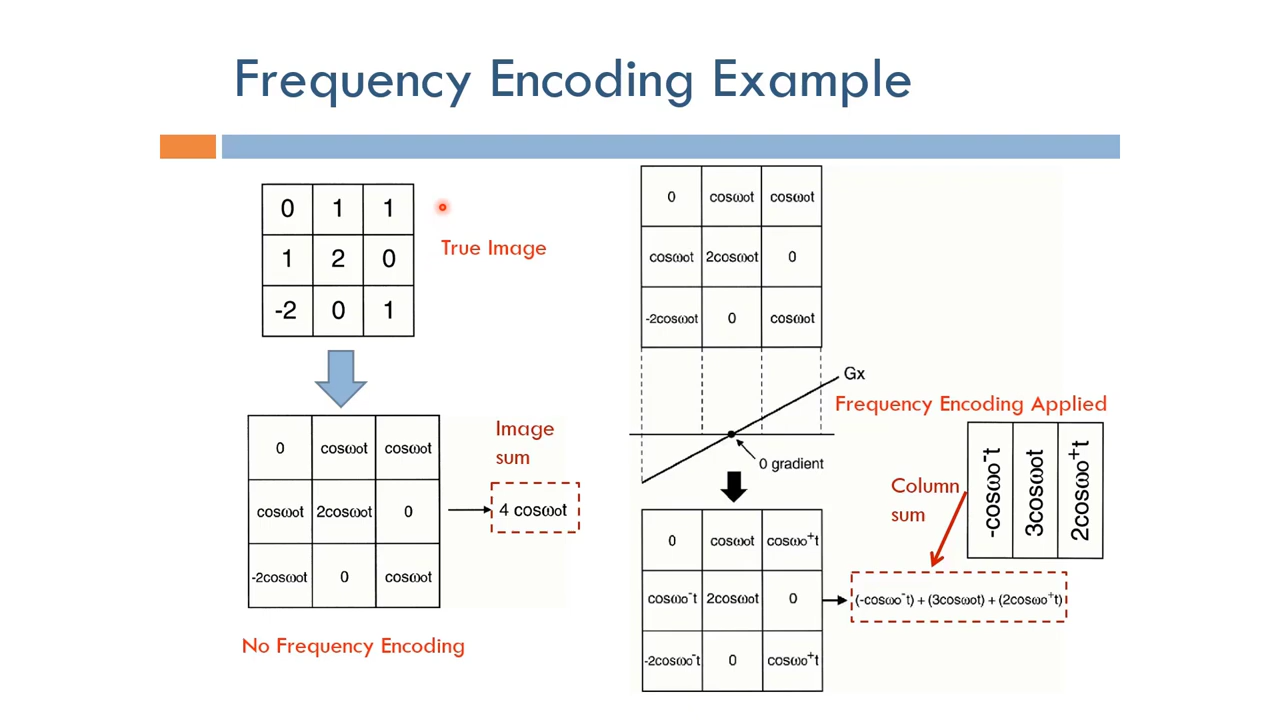 Frequency Encoding Example
0 1 1
1 2 0
-2 0 1
True Image
0 cosωot cosωot
cosωot 2cosωot 0
-2cosωot 0 cosωot
Image
sum
4 cosωot
No Frequency Encoding
0 cosωot cosωot
cosωot 2cosωot 0
-2cosωot 0 cosωot
Gx
0 gradient
Frequency Encoding Applied
0 cosωot cosωo⁺t
cosωo⁻t 2cosωot 0
-2cosωo⁻t 0 cosωo⁺t
Column
sum
-cosωo⁻t
3cosωot
2cosωo⁺t
(-cosωo⁻t) + (3cosωot) + (2cosωo⁺t)